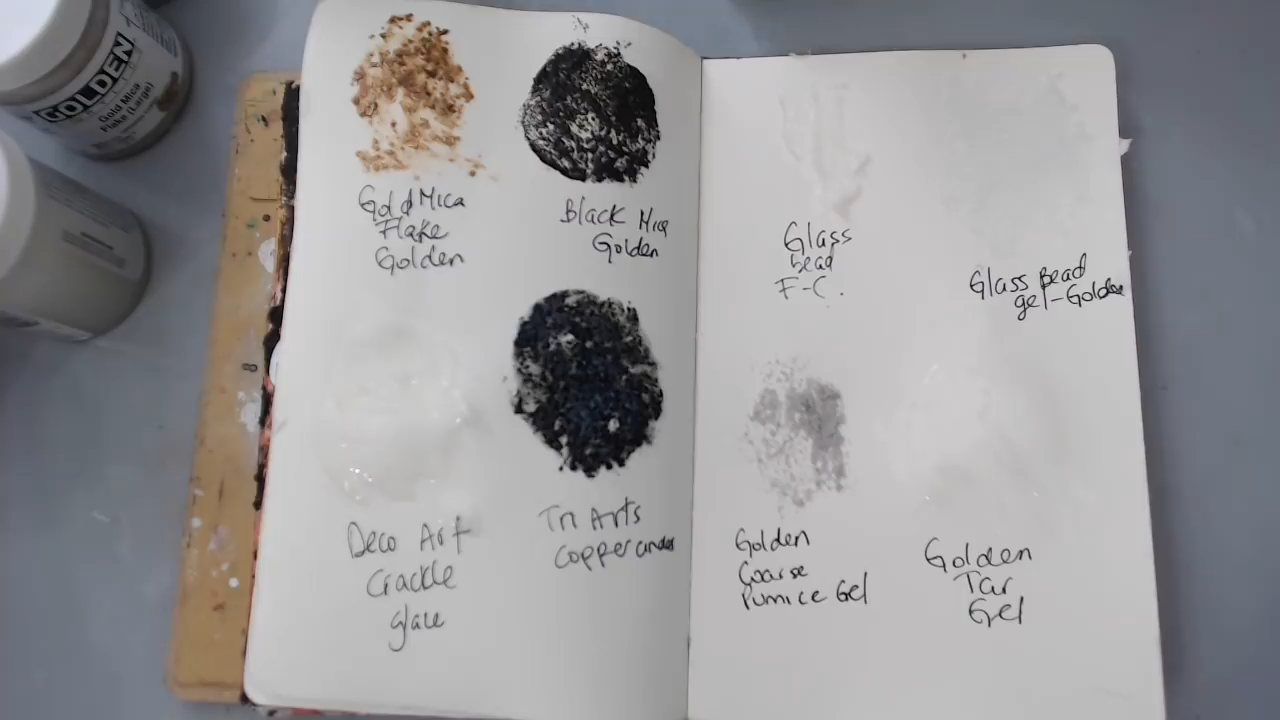 GOLDEN
Gold Mica
Flake (Large)
Gold Mica
Flake
Golden
Black Mica
Golden
Deco Art
Crackle
glaze
Tri Arts
copper cinder
8
Glass
bead
F-C.
Glass Bead
gel-Golden
Golden
Coarse
Pumice Gel
Golden
Tar
Gel